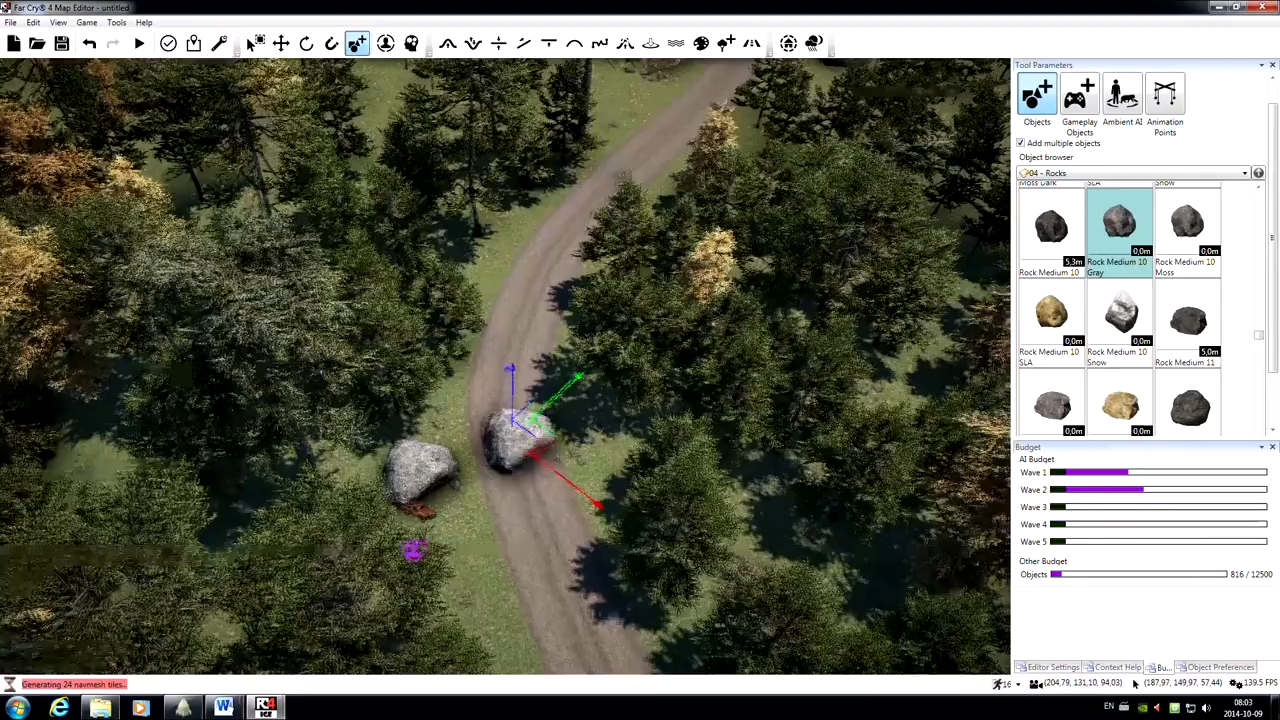 Far Cry® 4 Map Editor - untitled
File Edit View Game Tools Help
Tool Parameters
Objects Gameplay Objects Ambient AI Animation Points
Add multiple objects
Object browser
04 - Rocks
Moss Dark SLA Snow
5,3m 0,0m 0,0m
Rock Medium 10 Rock Medium 10 Gray Rock Medium 10 Moss
0,0m 0,0m 5,0m
Rock Medium 10 SLA Rock Medium 10 Snow Rock Medium 11
0,0m 0,0m
Budget
AI Budget
Wave 1
Wave 2
Wave 3
Wave 4
Wave 5
Other Budget
Objects 816 / 12500
Editor Settings Context Help Bu... Object Preferences
Generating 24 navmesh tiles...
16 (204,79, 131,10, 94,03) (187,97, 149,97, 57,44) 139.5 FPS
EN 08:03
2014-10-09